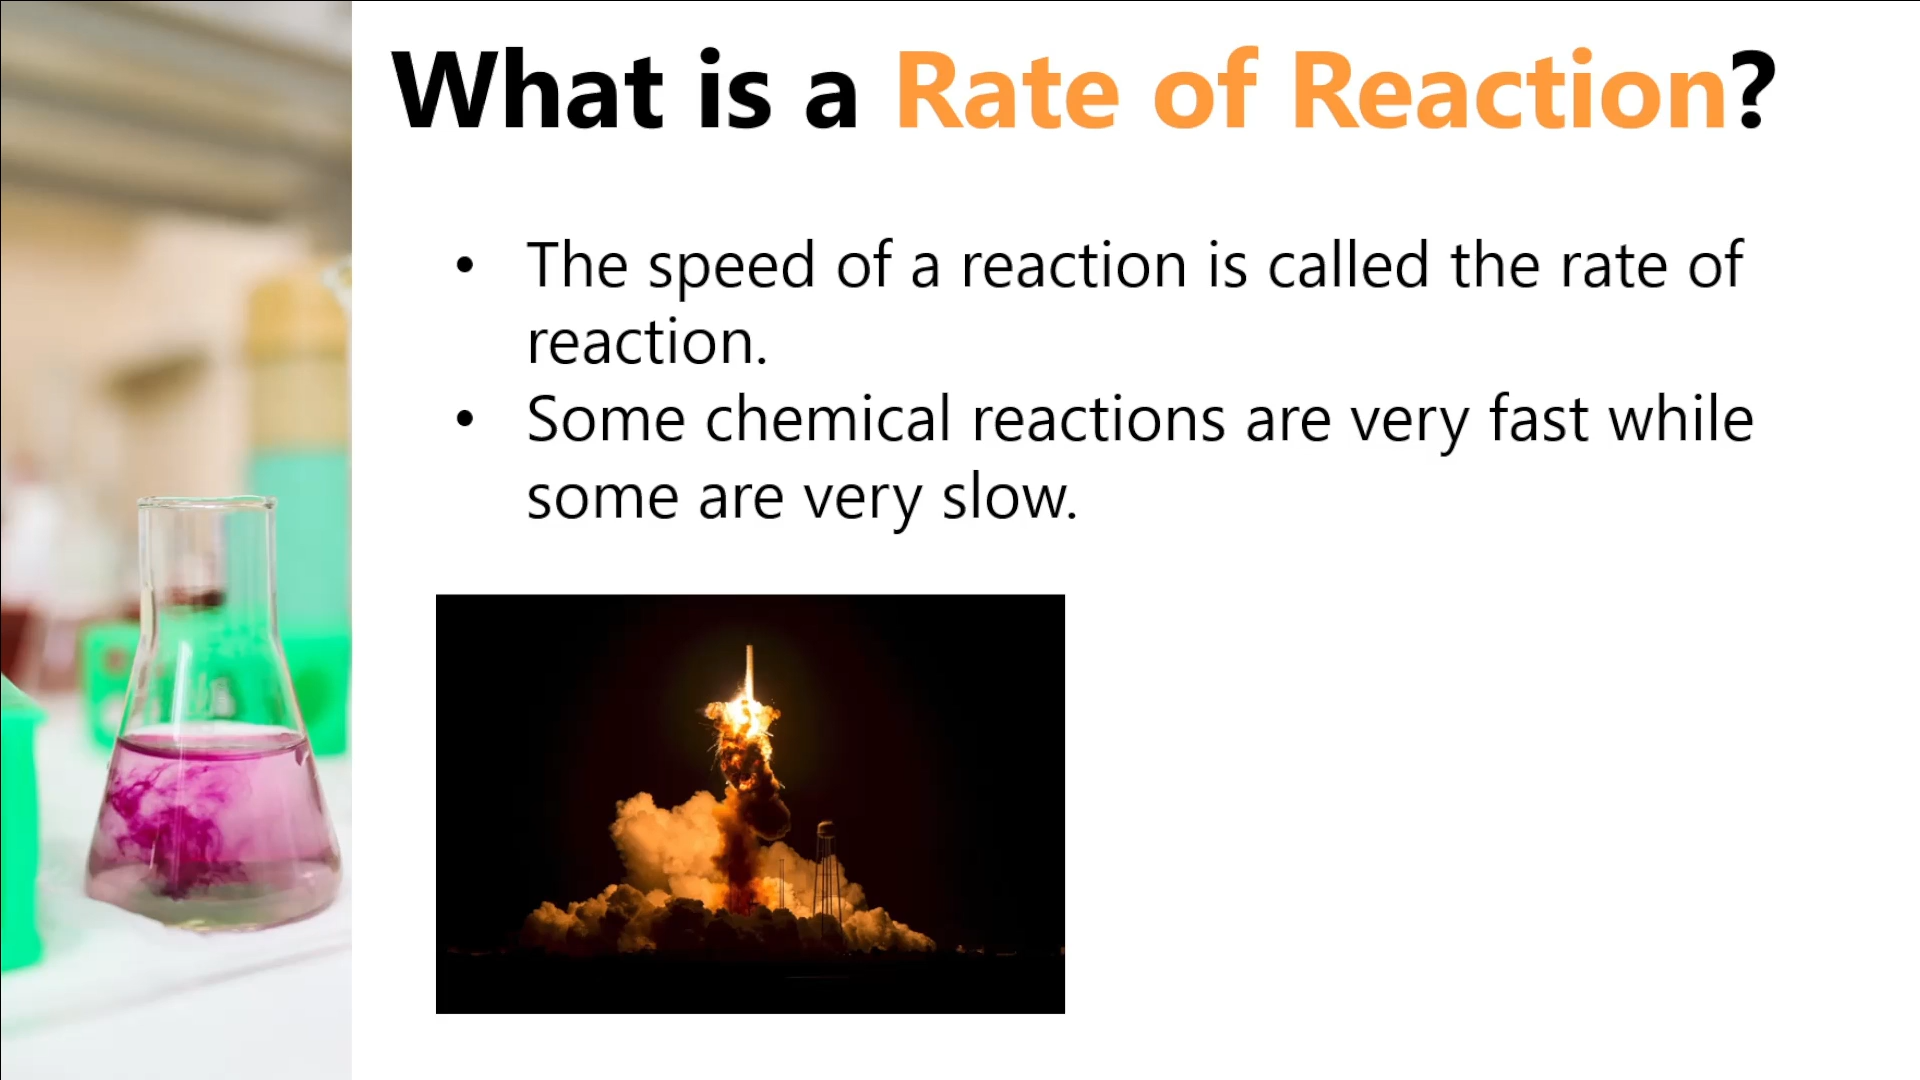 What is a Rate of Reaction?
• The speed of a reaction is called the rate of
reaction.
• Some chemical reactions are very fast while
some are very slow.